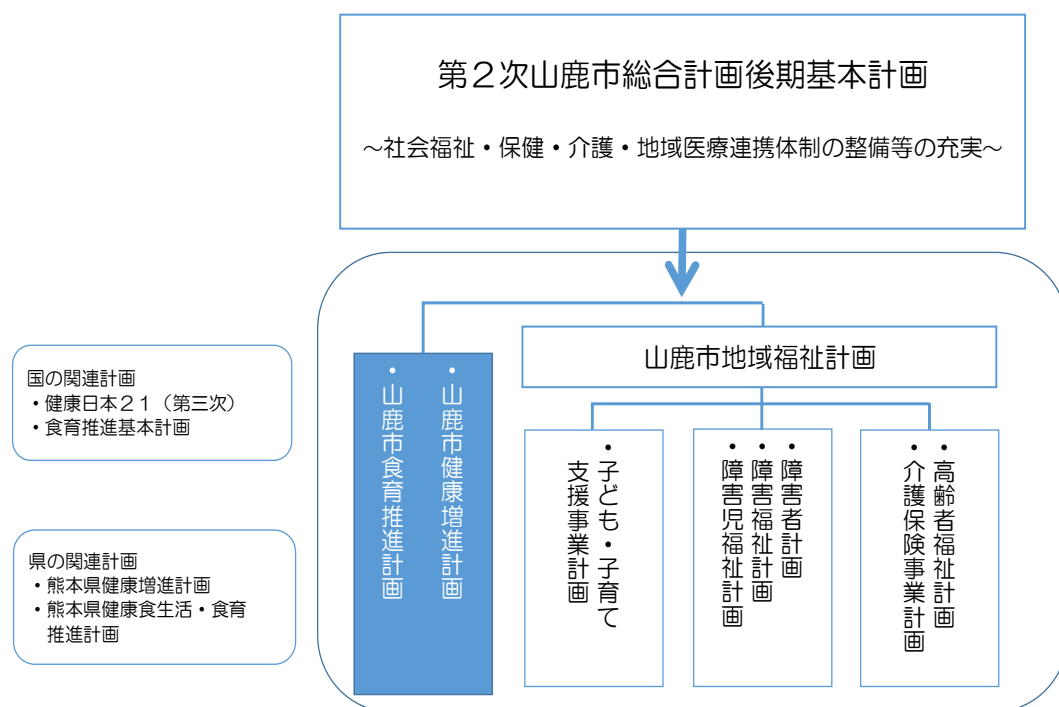 第２次山鹿市総合計画後期基本計画
～社会福祉・保健・介護・地域医療連携体制の整備等の充実～
国の関連計画
・健康日本２１（第三次）
・食育推進基本計画
県の関連計画
・熊本県健康増進計画
・熊本県健康食生活・食育
推進計画
・山鹿市健康増進計画
・山鹿市食育推進計画
山鹿市地域福祉計画
・子ども・子育て
支援事業計画
・障害者計画
・障害福祉計画
・障害児福祉計画
・高齢者福祉計画
・介護保険事業計画